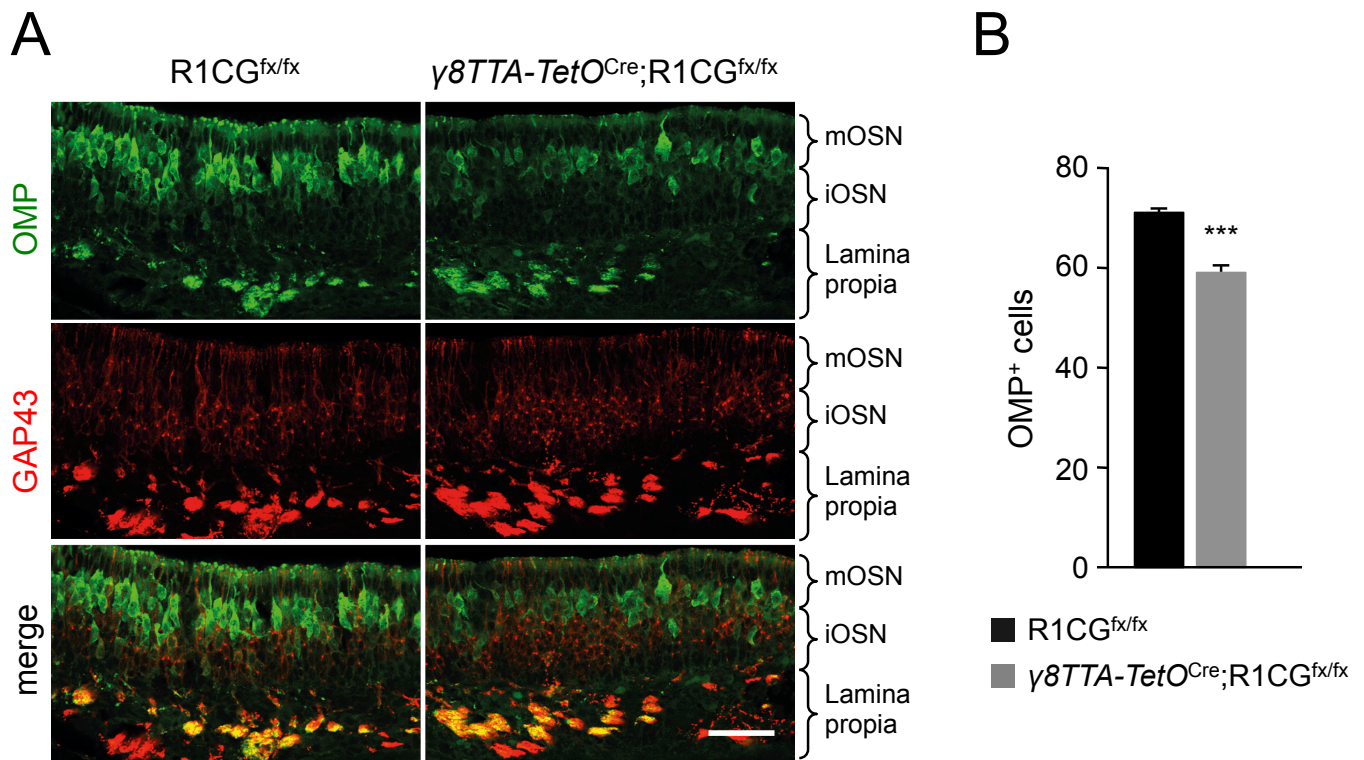 A
B
R1CGfx/fx
γ8TTA-TetOCre;R1CGfx/fx
OMP
mOSN
iOSN
Lamina
propia
GAP43
mOSN
iOSN
Lamina
propia
merge
mOSN
iOSN
Lamina
propia
OMP+ cells
80
60
40
20
0
***
R1CGfx/fx
γ8TTA-TetOCre;R1CGfx/fx